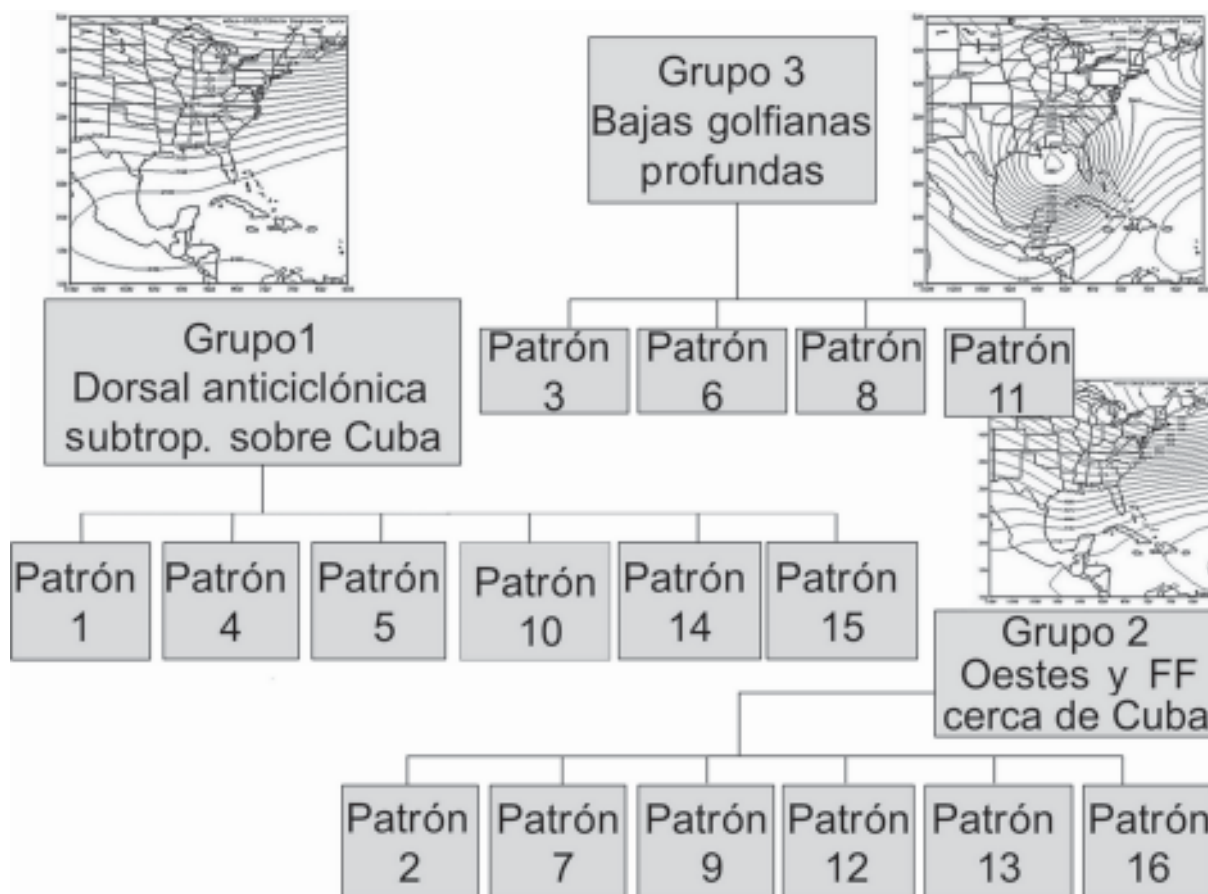 Grupo 3
Bajas golfianas
profundas
Grupo1
Dorsal anticiclónica
subtrop. sobre Cuba
Patrón
3
Patrón
6
Patrón
8
Patrón
11
Patrón
1
Patrón
4
Patrón
5
Patrón
10
Patrón
14
Patrón
15
Grupo 2
Oestes y FF
cerca de Cuba
Patrón
2
Patrón
7
Patrón
9
Patrón
12
Patrón
13
Patrón
16